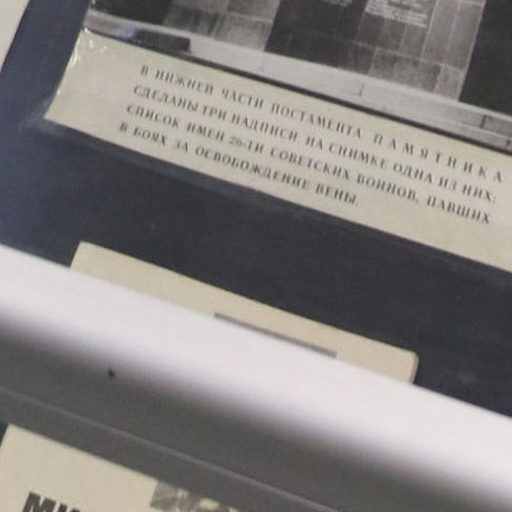 В НИЖНЕЙ ЧАСТИ ПОСТАМЕНТА ПАМЯТНИКА
СДЕЛАНЫ ТРИ НАДПИСИ. НА СНИМКЕ ОДНА ИЗ НИХ:
СПИСОК ИМЕН 26-ТИ СОВЕТСКИХ ВОИНОВ, ПАВШИХ
В БОЯХ ЗА ОСВОБОЖДЕНИЕ ВЕНЫ.